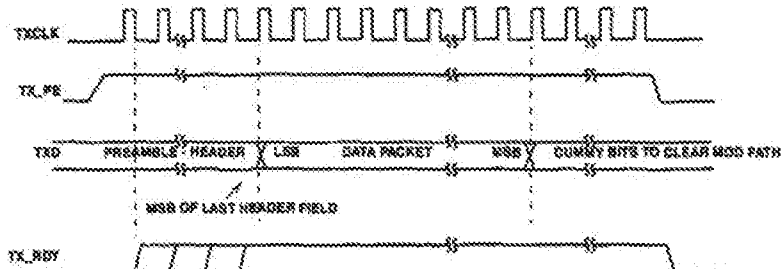 TXCLK
TX_PE
TXD PREAMBLE - HEADER LSB DATA PACKET MSB DUMMY BITS TO CLEAR MOD PATH
MSB OF LAST HEADER FIELD
TX_RDY